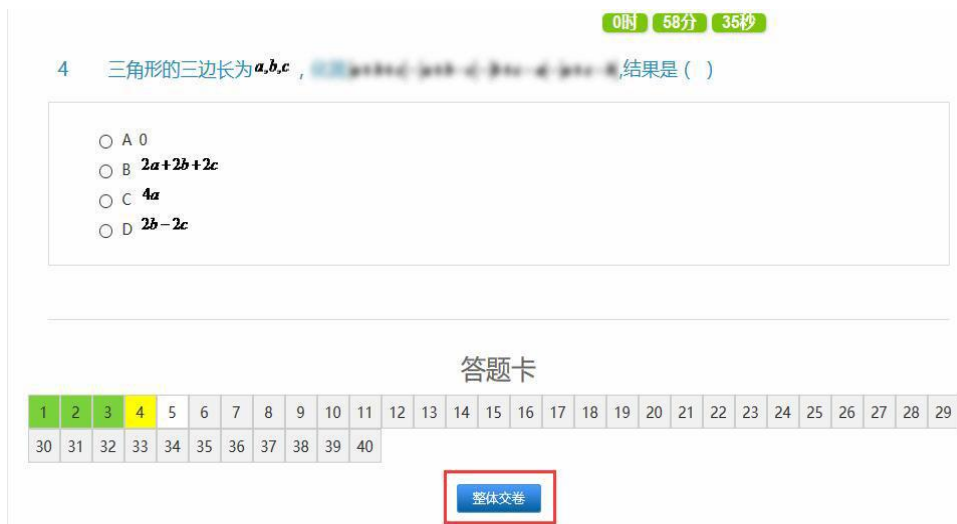 0时 58分 35秒
4 三角形的三边长为a,b,c , ,结果是 ( )
A 0
B 2a+2b+2c
C 4a
D 2b-2c
答题卡
1 2 3 4 5 6 7 8 9 10 11 12 13 14 15 16 17 18 19 20 21 22 23 24 25 26 27 28 29
30 31 32 33 34 35 36 37 38 39 40
整体交卷